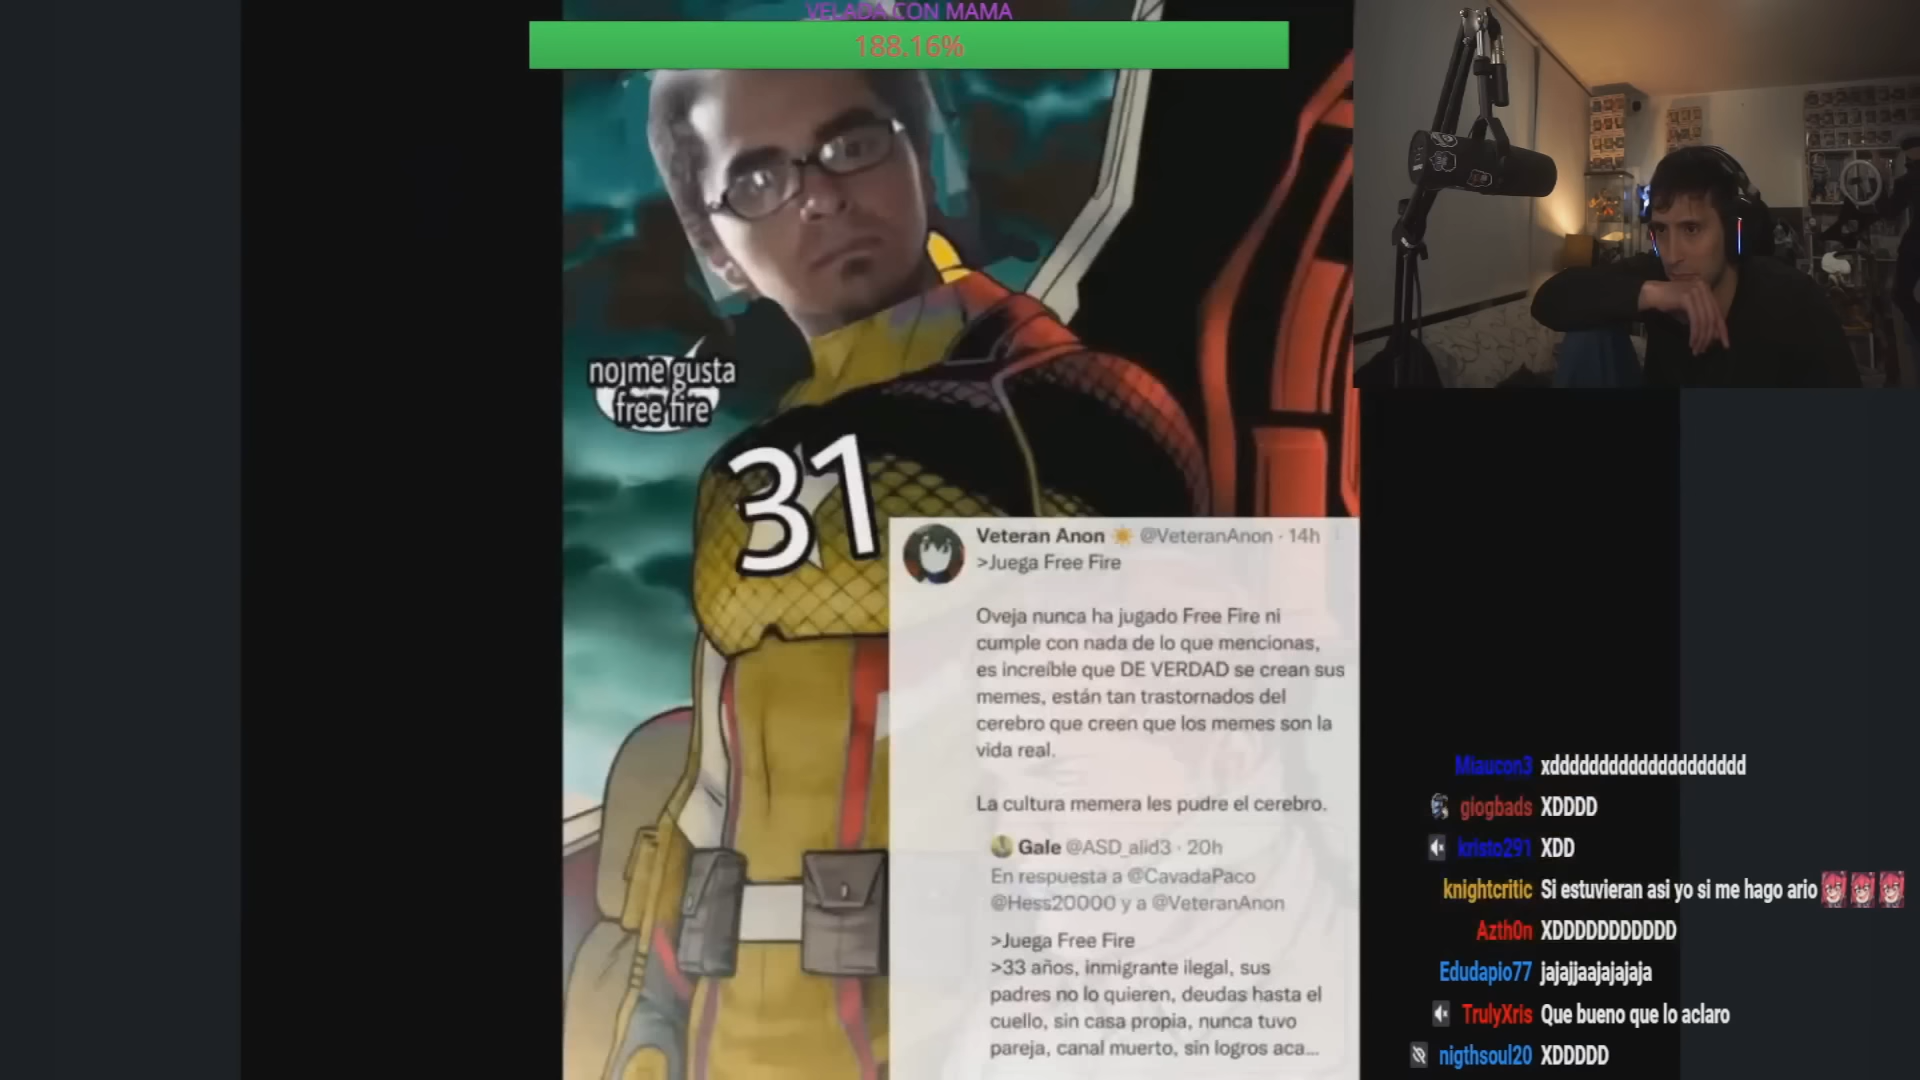 VELADA CON MAMA
188.16%
no me gusta
free fire
31
Veteran Anon @VeteranAnon · 14h
>Juega Free Fire
Oveja nunca ha jugado Free Fire ni
cumple con nada de lo que mencionas,
es increíble que DE VERDAD se crean sus
memes, están tan trastornados del
cerebro que creen que los memes son la
vida real.
La cultura memera les pudre el cerebro.
Gale @ASD_alid3 · 20h
En respuesta a @CavadaPaco
@Hess20000 y a @VeteranAnon
>Juega Free Fire
>33 años, inmigrante ilegal, sus
padres no lo quieren, deudas hasta el
cuello, sin casa propia, nunca tuvo
pareja, canal muerto, sin logros aca...
Miaucon3 xdddddddddddddddddddd
giogbads XDDDD
kristo291 XDD
knightcritic Si estuvieran asi yo si me hago ario
Azth0n XDDDDDDDDDDD
Edudapio77 jajajjaajajajaja
TrulyXris Que bueno que lo aclaro
nigthsoul20 XDDDDD